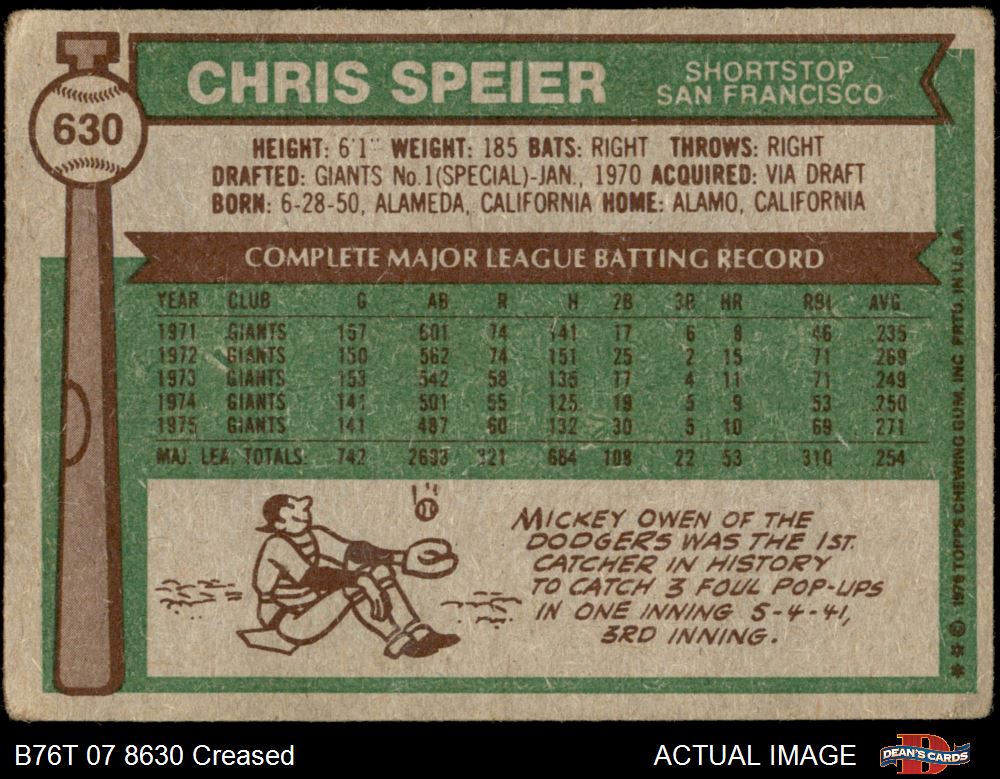 CHRIS SPEIER
SHORTSTOP
SAN FRANCISCO
630
HEIGHT: 6'1" WEIGHT: 185 BATS: RIGHT THROWS: RIGHT
DRAFTED: GIANTS No.1(SPECIAL)-JAN., 1970 ACQUIRED: VIA DRAFT
BORN: 6-28-50, ALAMEDA, CALIFORNIA HOME: ALAMO, CALIFORNIA
COMPLETE MAJOR LEAGUE BATTING RECORD
YEAR CLUB G AB R H 2B 3B HR RBI AVG
1971 GIANTS 157 601 74 141 17 6 8 46 .235
1972 GIANTS 150 562 74 151 25 2 15 71 .269
1973 GIANTS 153 542 58 135 17 4 11 71 .249
1974 GIANTS 141 501 55 125 19 5 9 53 .250
1975 GIANTS 141 487 60 132 30 5 10 69 .271
MAJ. LEA. TOTALS 742 2693 321 684 108 22 53 310 .254
MICKEY OWEN OF THE
DODGERS WAS THE 1ST.
CATCHER IN HISTORY
TO CATCH 3 FOUL POP-UPS
IN ONE INNING 5-4-41,
3RD INNING.
* * © 1976 TOPPS CHEWING GUM, INC PRTD. IN U.S.A.
B76T 07 8630 Creased
ACTUAL IMAGE
DEAN'S CARDS